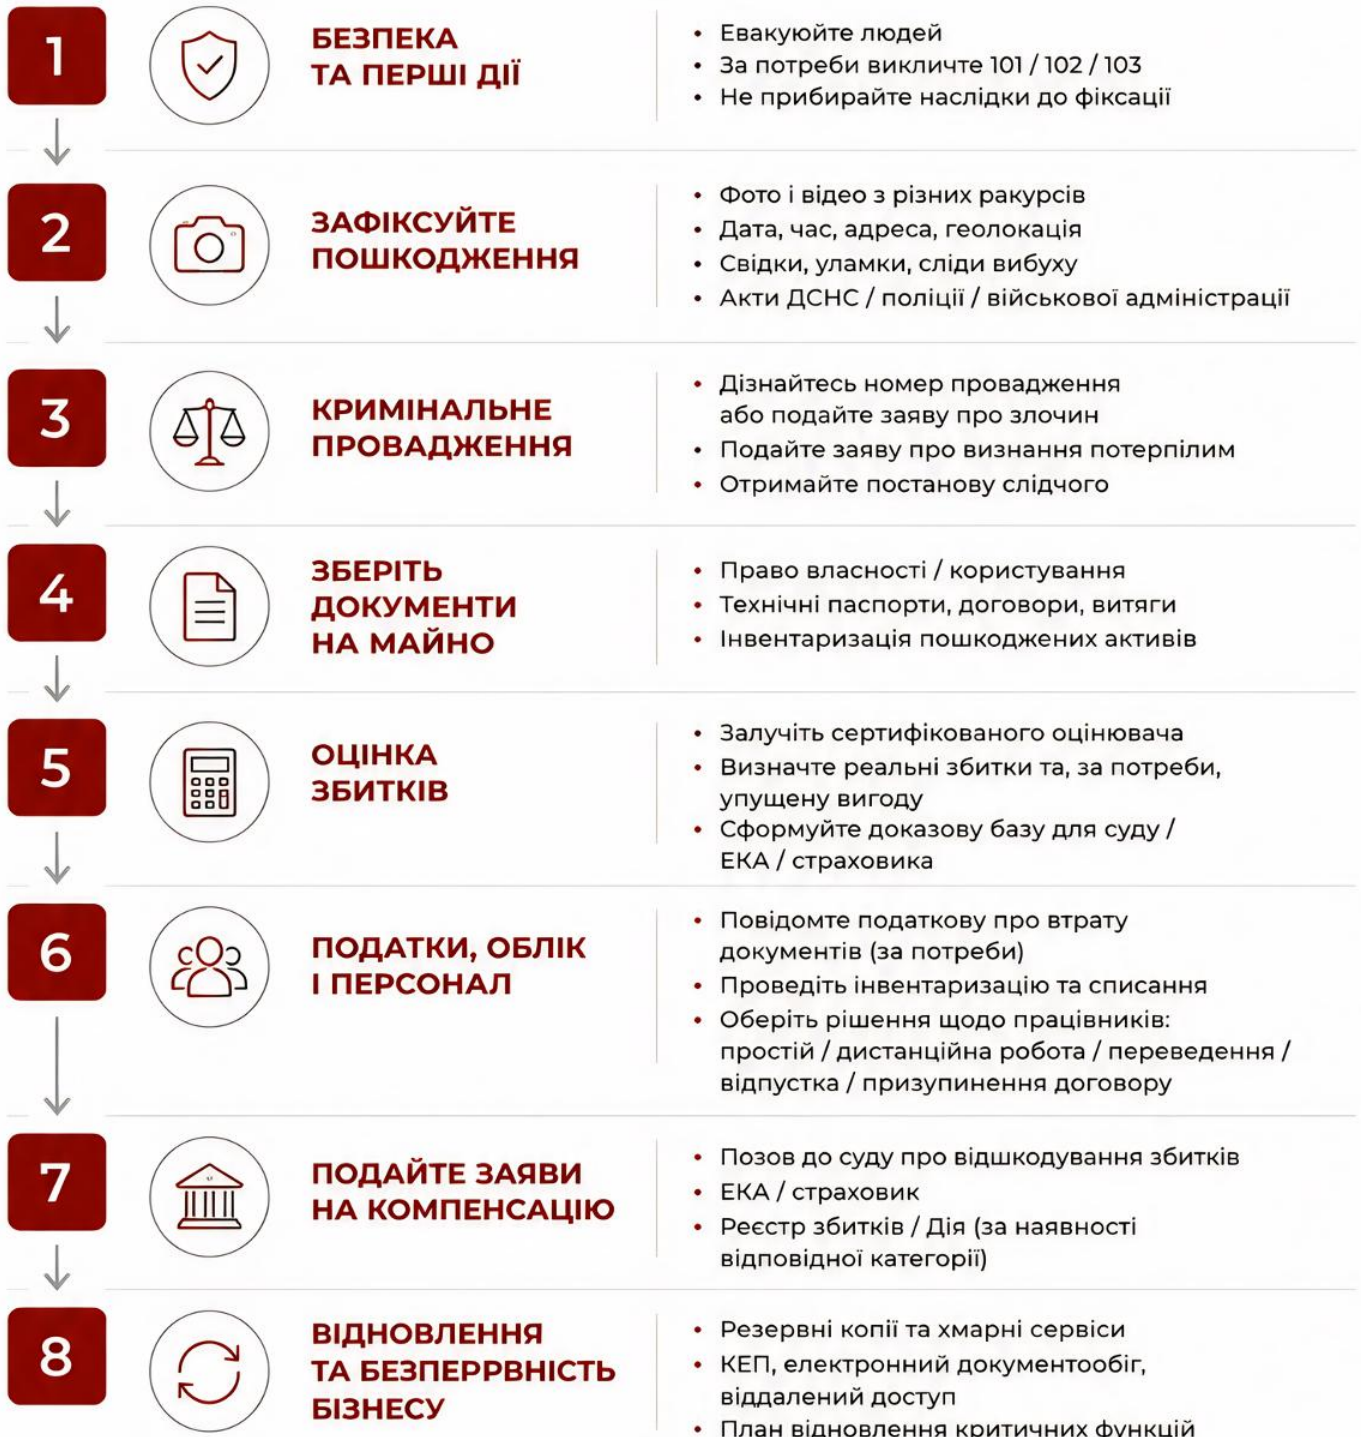 1
БЕЗПЕКА
ТА ПЕРШІ ДІЇ
• Евакуюйте людей
• За потреби викличте 101 / 102 / 103
• Не прибирайте наслідки до фіксації
2
ЗАФІКСУЙТЕ
ПОШКОДЖЕННЯ
• Фото і відео з різних ракурсів
• Дата, час, адреса, геолокація
• Свідки, уламки, сліди вибуху
• Акти ДСНС / поліції / військової адміністрації
3
КРИМІНАЛЬНЕ
ПРОВАДЖЕННЯ
• Дізнайтесь номер провадження
або подайте заяву про злочин
• Подайте заяву про визнання потерпілим
• Отримайте постанову слідчого
4
ЗБЕРІТЬ
ДОКУМЕНТИ
НА МАЙНО
• Право власності / користування
• Технічні паспорти, договори, витяги
• Інвентаризація пошкоджених активів
5
ОЦІНКА
ЗБИТКІВ
• Залучіть сертифікованого оцінювача
• Визначте реальні збитки та, за потреби,
упущену вигоду
• Сформуйте доказову базу для суду /
ЕКА / страховика
6
ПОДАТКИ, ОБЛІК
І ПЕРСОНАЛ
• Повідомте податкову про втрату
документів (за потреби)
• Проведіть інвентаризацію та списання
• Оберіть рішення щодо працівників:
простій / дистанційна робота / переведення /
відпустка / призупинення договору
7
ПОДАЙТЕ ЗАЯВИ
НА КОМПЕНСАЦІЮ
• Позов до суду про відшкодування збитків
• ЕКА / страховик
• Реєстр збитків / Дія (за наявності
відповідної категорії)
8
ВІДНОВЛЕННЯ
ТА БЕЗПЕРРВНІСТЬ
БІЗНЕСУ
• Резервні копії та хмарні сервіси
• КЕП, електронний документообіг,
віддалений доступ
• План відновлення критичних функцій